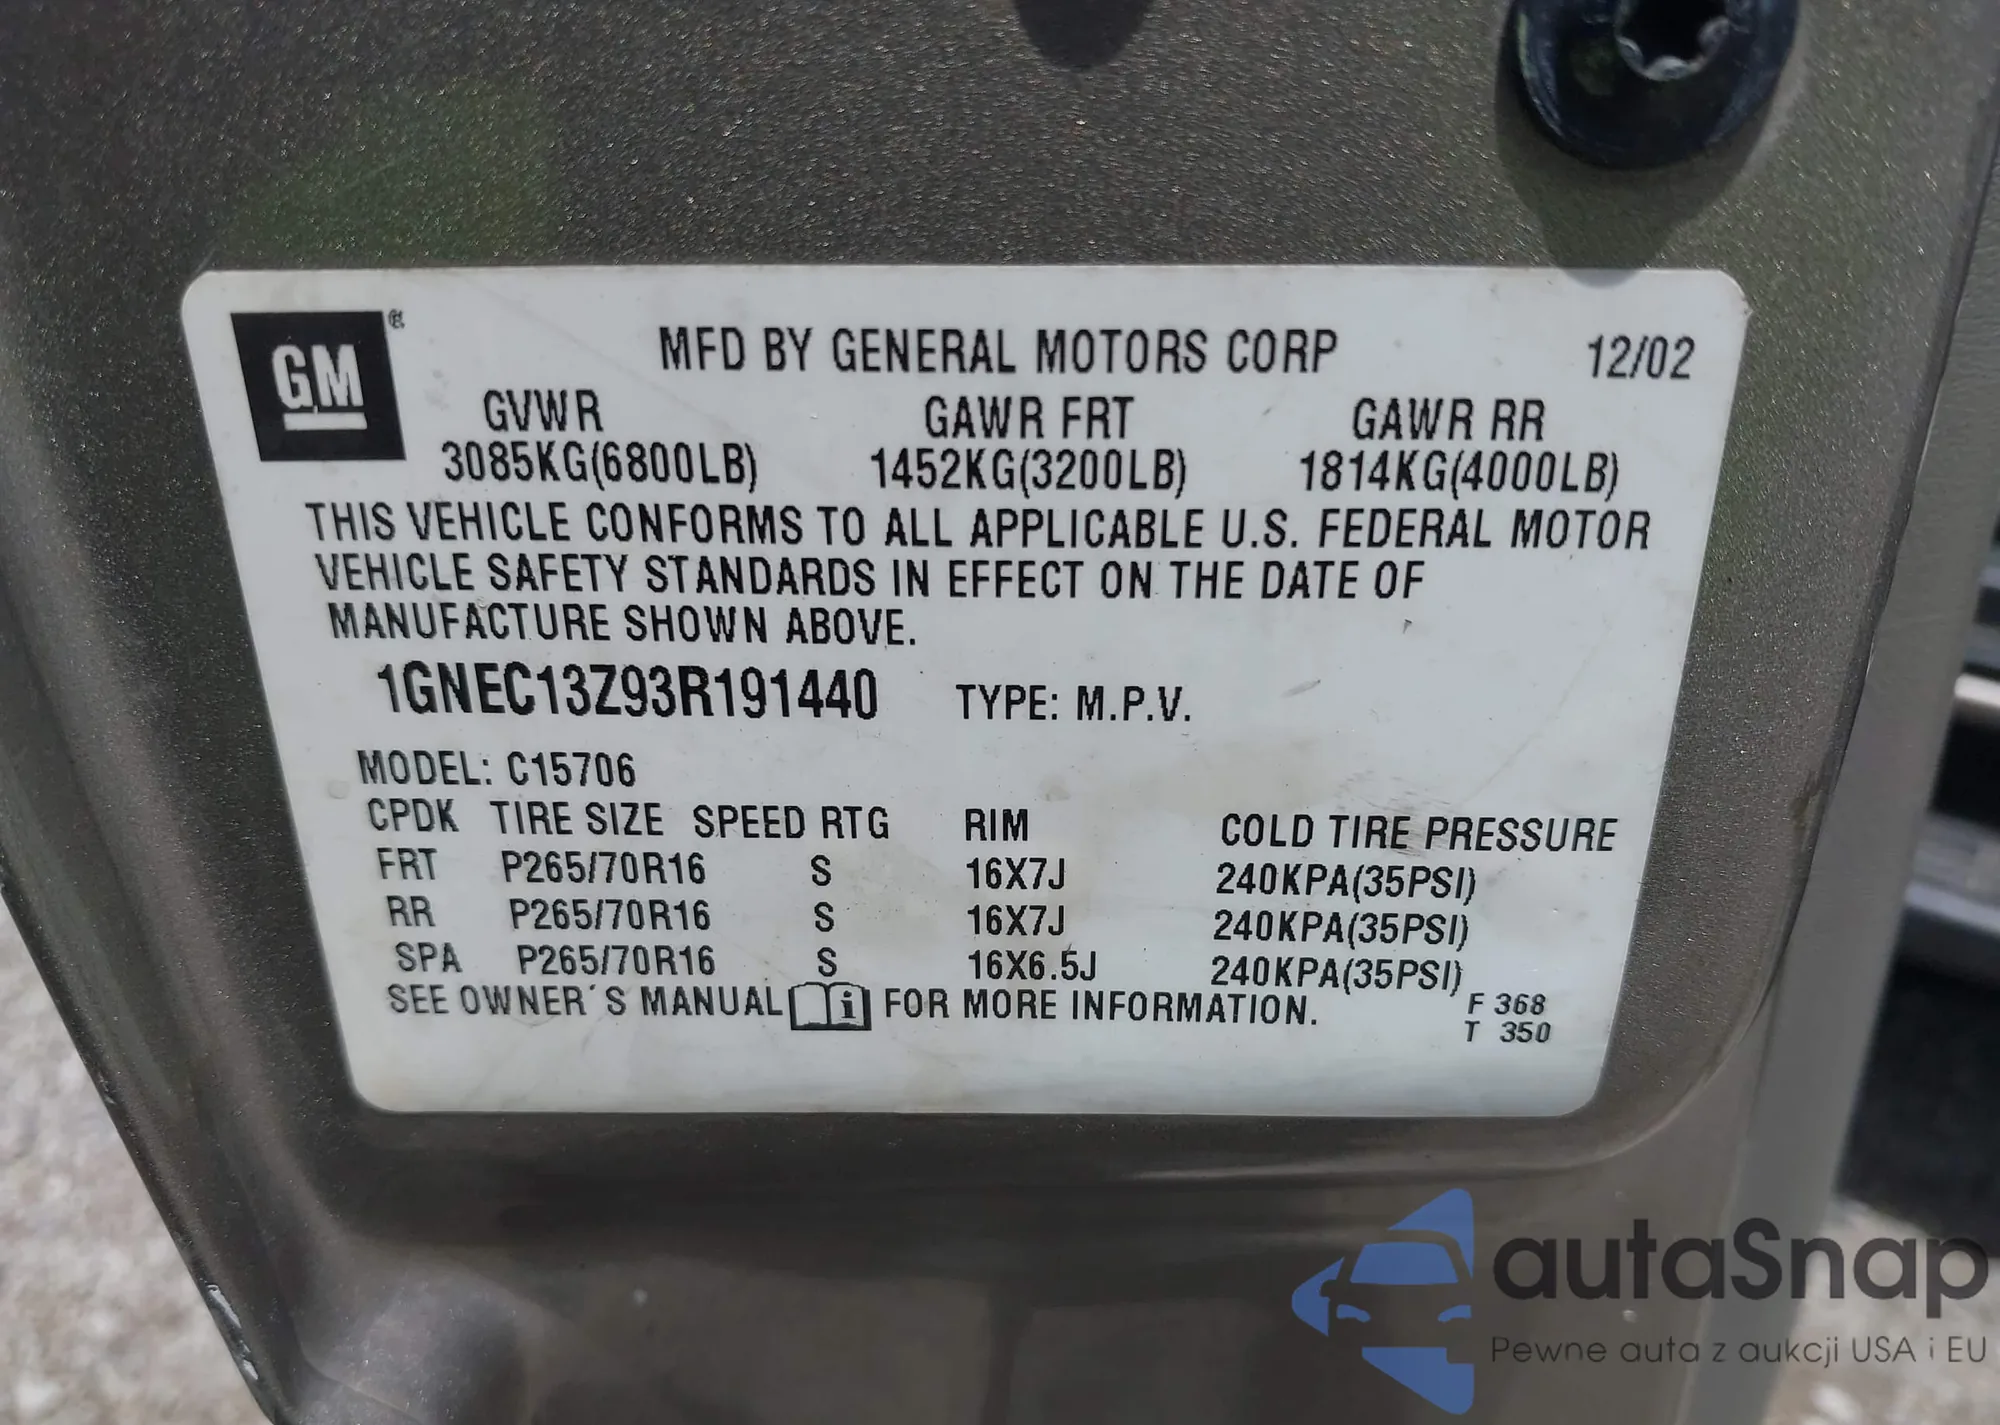 GM ®
MFD BY GENERAL MOTORS CORP 12/02
GVWR GAWR FRT GAWR RR
3085KG(6800LB) 1452KG(3200LB) 1814KG(4000LB)
THIS VEHICLE CONFORMS TO ALL APPLICABLE U.S. FEDERAL MOTOR
VEHICLE SAFETY STANDARDS IN EFFECT ON THE DATE OF
MANUFACTURE SHOWN ABOVE.
1GNEC13Z93R191440 TYPE: M.P.V.
MODEL: C15706
CPDK TIRE SIZE SPEED RTG RIM COLD TIRE PRESSURE
FRT P265/70R16 S 16X7J 240KPA(35PSI)
RR P265/70R16 S 16X7J 240KPA(35PSI)
SPA P265/70R16 S 16X6.5J 240KPA(35PSI)
SEE OWNER´S MANUAL i FOR MORE INFORMATION.
F 368
T 350
autaSnap
Pewne auta z aukcji USA i EU